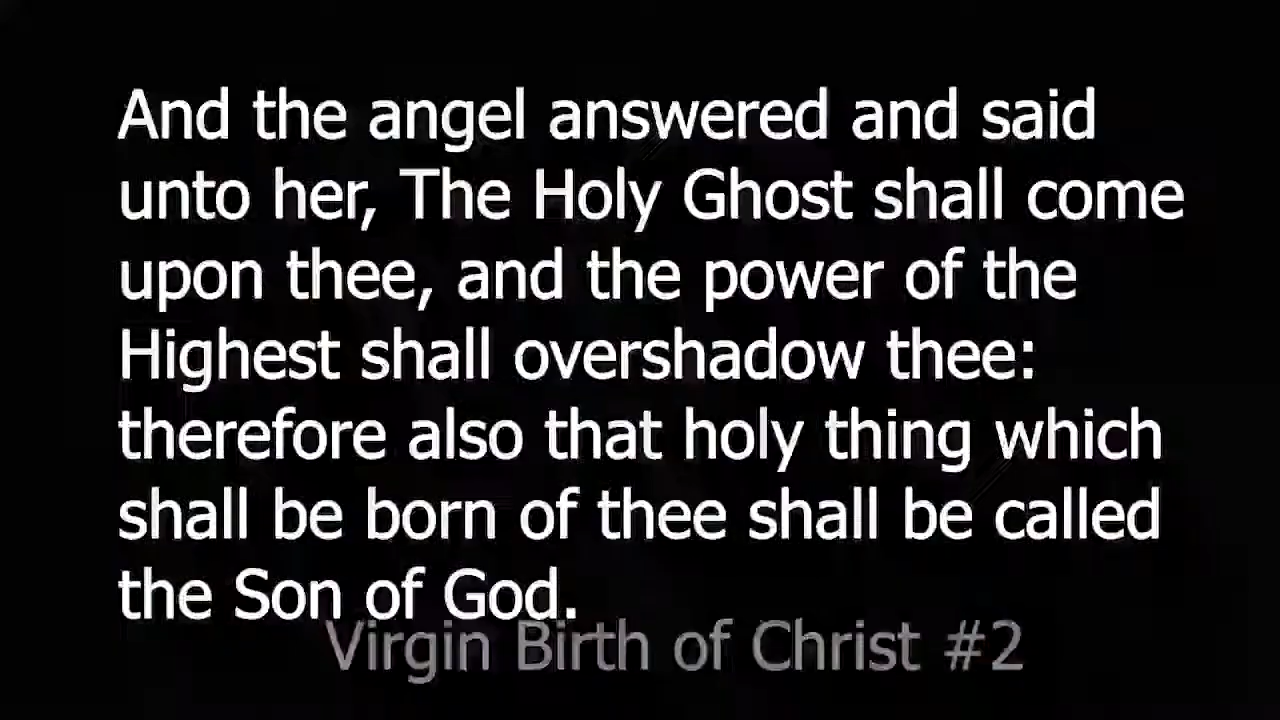 And the angel answered and said
unto her, The Holy Ghost shall come
upon thee, and the power of the
Highest shall overshadow thee:
therefore also that holy thing which
shall be born of thee shall be called
the Son of God.
Virgin Birth of Christ #2